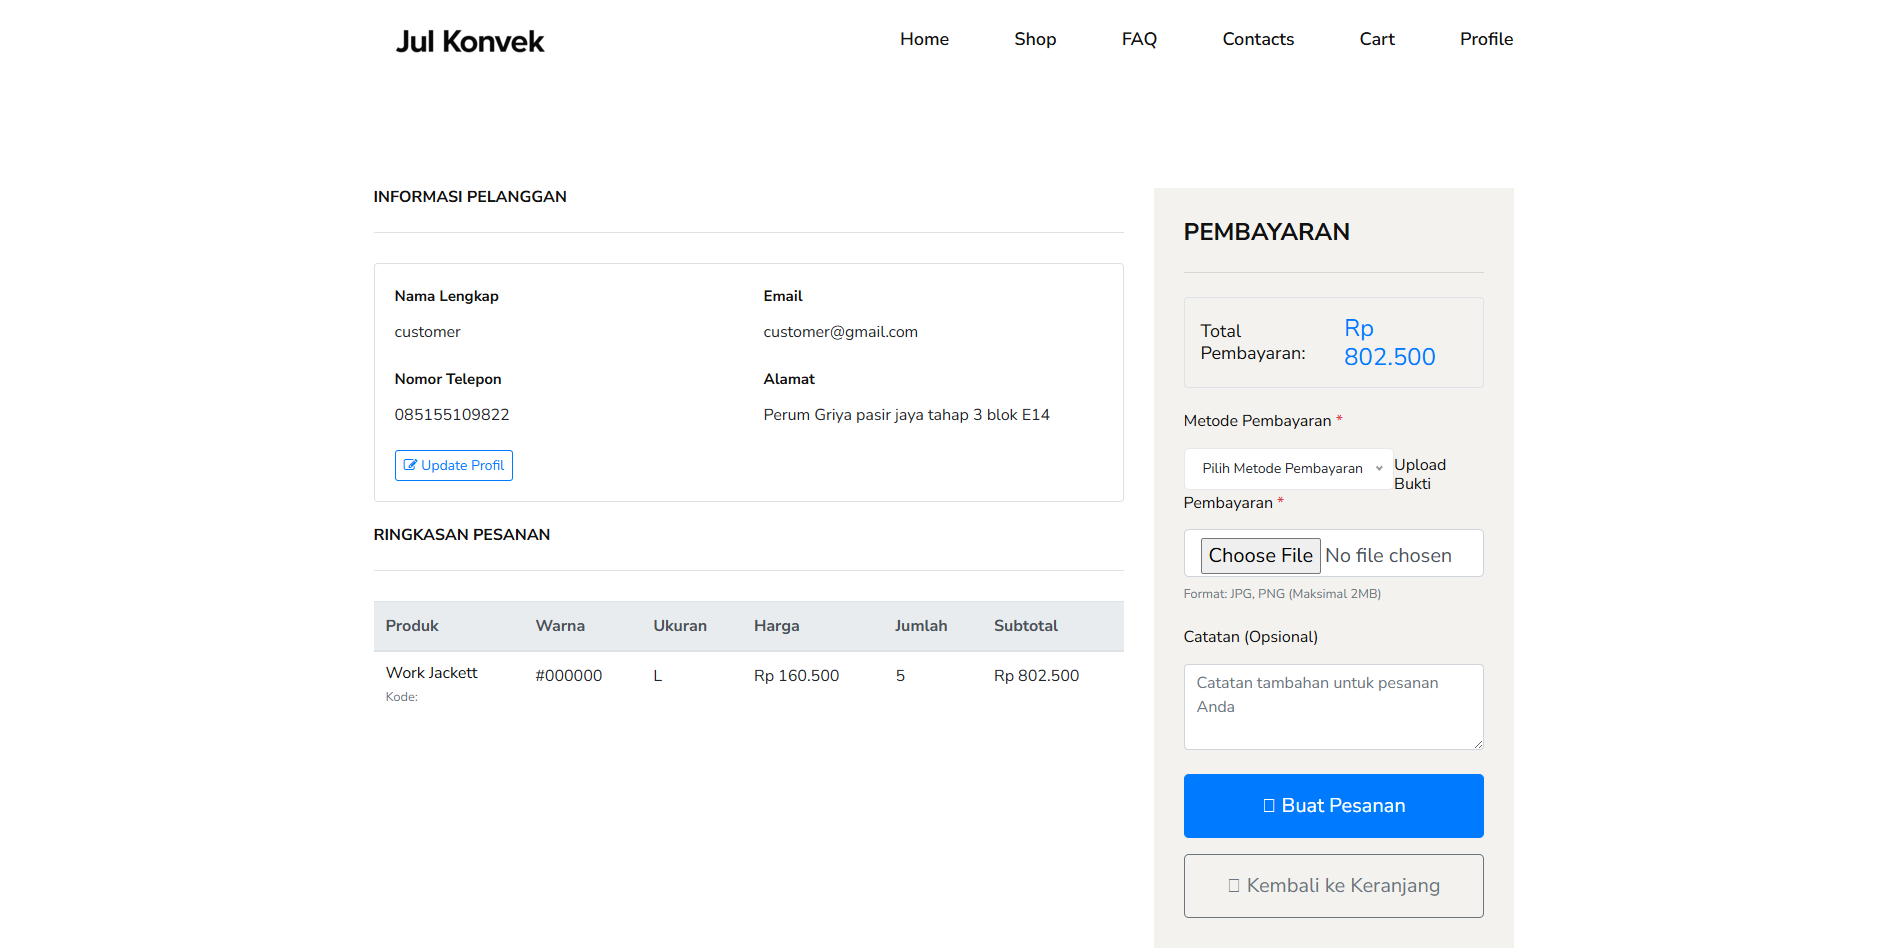 Jul Konvek
Home Shop FAQ Contacts Cart Profile
INFORMASI PELANGGAN
Nama Lengkap Email
customer customer@gmail.com
Nomor Telepon Alamat
085155109822 Perum Griya pasir jaya tahap 3 blok E14
Update Profil
RINGKASAN PESANAN
Produk Warna Ukuran Harga Jumlah Subtotal
Work Jackett #000000 L Rp 160.500 5 Rp 802.500
Kode:
PEMBAYARAN
Total
Pembayaran:
Rp
802.500
Metode Pembayaran *
Pilih Metode Pembayaran
Upload
Bukti
Pembayaran *
Choose File No file chosen
Format: JPG, PNG (Maksimal 2MB)
Catatan (Opsional)
Catatan tambahan untuk pesanan
Anda
Buat Pesanan
Kembali ke Keranjang